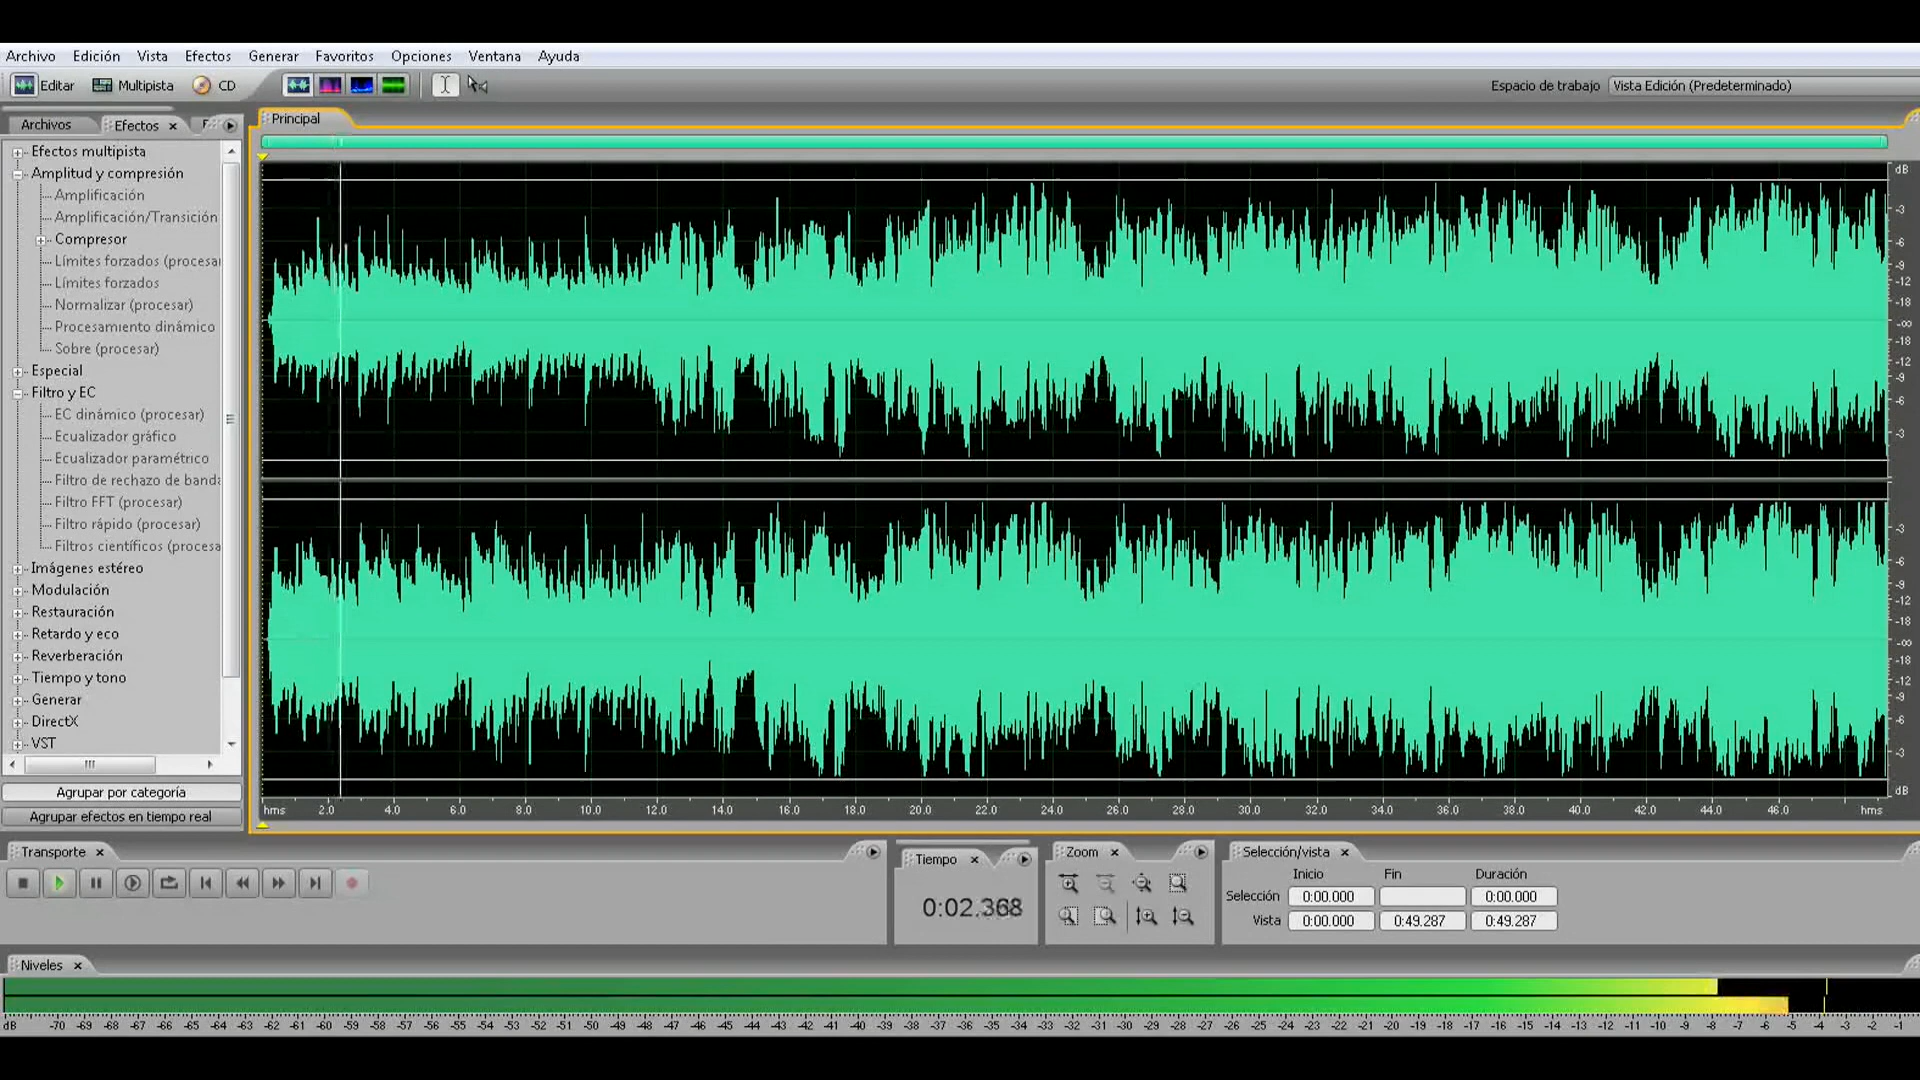 Archivo Edición Vista Efectos Generar Favoritos Opciones Ventana Ayuda
Editar Multipista CD Espacio de trabajo Vista Edición (Predeterminado)
Archivos Efectos
Principal
Efectos multipista
Amplitud y compresión
Amplificación
Amplificación/Transición
Compresor
Límites forzados (procesar
Límites forzados
Normalizar (procesar)
Procesamiento dinámico
Sobre (procesar)
Especial
Filtro y EC
EC dinámico (procesar)
Ecualizador gráfico
Ecualizador paramétrico
Filtro de rechazo de banda
Filtro FFT (procesar)
Filtro rápido (procesar)
Filtros científicos (procesa
Imágenes estéreo
Modulación
Restauración
Retardo y eco
Reverberación
Tiempo y tono
Generar
DirectX
VST
Agrupar por categoría
Agrupar efectos en tiempo real
dB
-3
-6
-9
-12
-18
-∞
-18
-12
-9
-6
-3
-3
-6
-9
-12
-18
-∞
-18
-12
-9
-6
-3
dB
hms 2.0 4.0 6.0 8.0 10.0 12.0 14.0 16.0 18.0 20.0 22.0 24.0 26.0 28.0 30.0 32.0 34.0 36.0 38.0 40.0 42.0 44.0 46.0 hms
Transporte
Tiempo
0:02.368
Zoom
Selección/vista
Inicio Fin Duración
Selección 0:00.000 0:00.000
Vista 0:00.000 0:49.287 0:49.287
Niveles
dB -70 -69 -68 -67 -66 -65 -64 -63 -62 -61 -60 -59 -58 -57 -56 -55 -54 -53 -52 -51 -50 -49 -48 -47 -46 -45 -44 -43 -42 -41 -40 -39 -38 -37 -36 -35 -34 -33 -32 -31 -30 -29 -28 -27 -26 -25 -24 -23 -22 -21 -20 -19 -18 -17 -16 -15 -14 -13 -12 -11 -10 -9 -8 -7 -6 -5 -4 -3 -2 -1